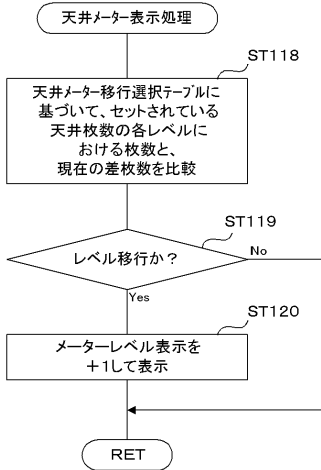 天井メーター表示処理
ST118
天井メーター移行選択テーブルに
基づいて、セットされている
天井枚数の各レベルに
おける枚数と、
現在の差枚数を比較
ST119
レベル移行か？
No
Yes
ST120
メーターレベル表示を
＋1して表示
RET